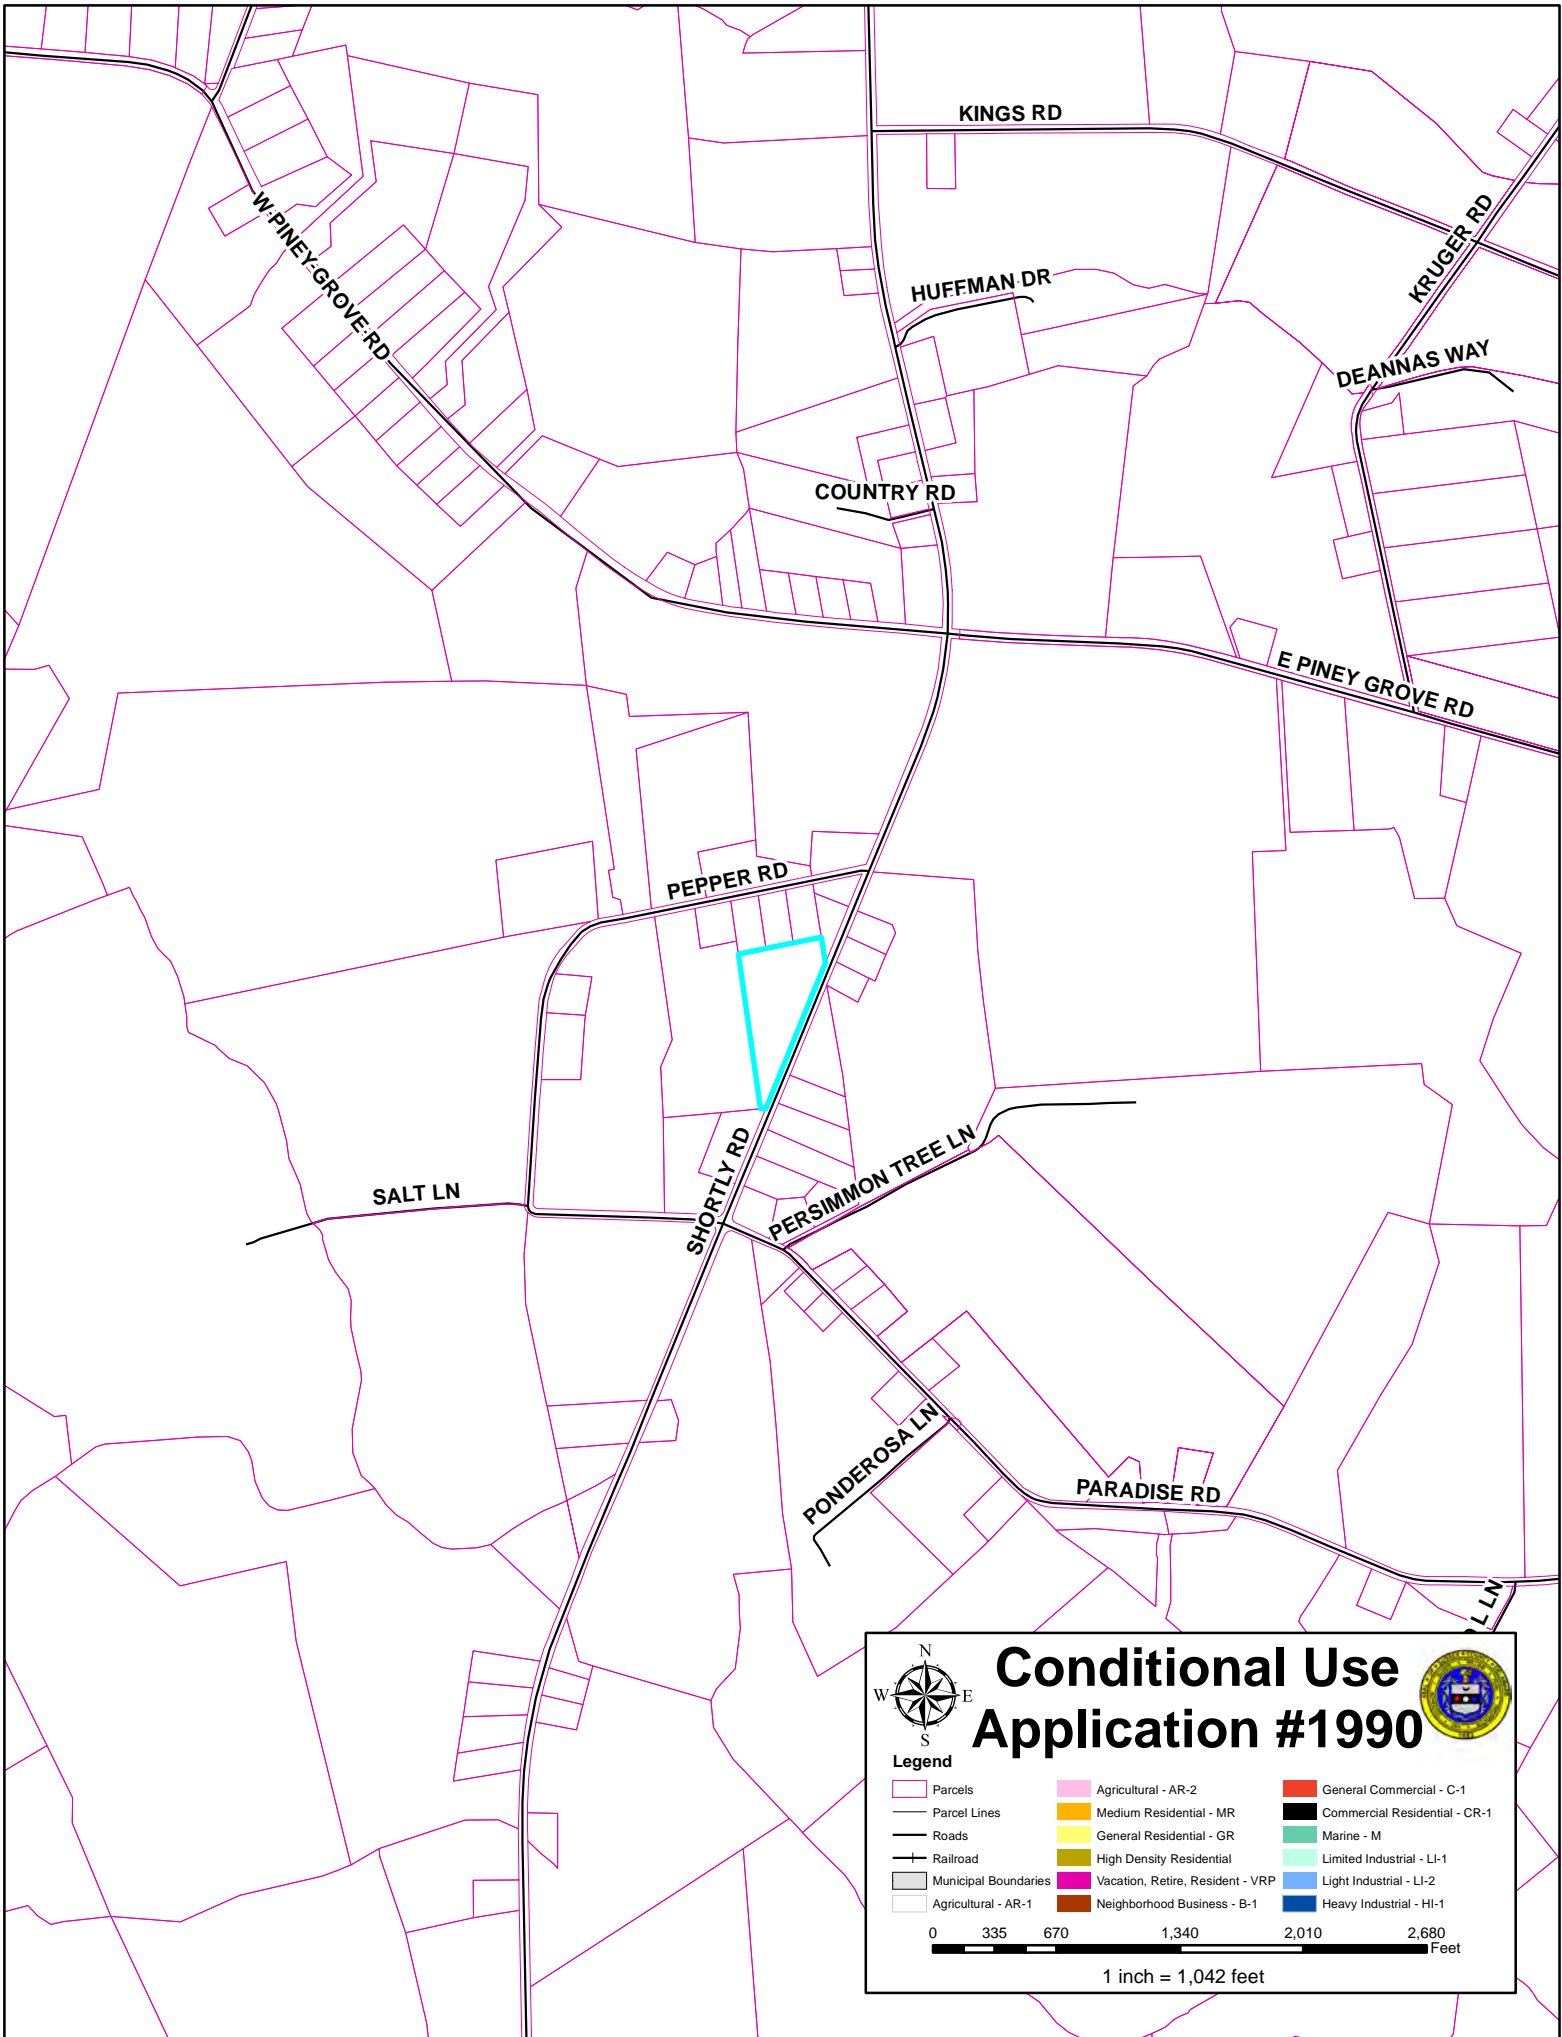 KINGS RD
KRUGER RD
W PINEY GROVE RD
HUFFMAN DR
DEANNAS WAY
COUNTRY RD
E PINEY GROVE RD
PEPPER RD
SHORTLY RD
PERSIMMON TREE LN
SALT LN
PONDEROSA LN
PARADISE RD
L LN
N
W
E
S
Conditional Use
Application #1990
Legend
Parcels
Parcel Lines
Roads
Railroad
Municipal Boundaries
Agricultural - AR-1
Agricultural - AR-2
Medium Residential - MR
General Residential - GR
High Density Residential
Vacation, Retire, Resident - VRP
Neighborhood Business - B-1
General Commercial - C-1
Commercial Residential - CR-1
Marine - M
Limited Industrial - LI-1
Light Industrial - LI-2
Heavy Industrial - HI-1
0 335 670 1,340 2,010 2,680
Feet
1 inch = 1,042 feet